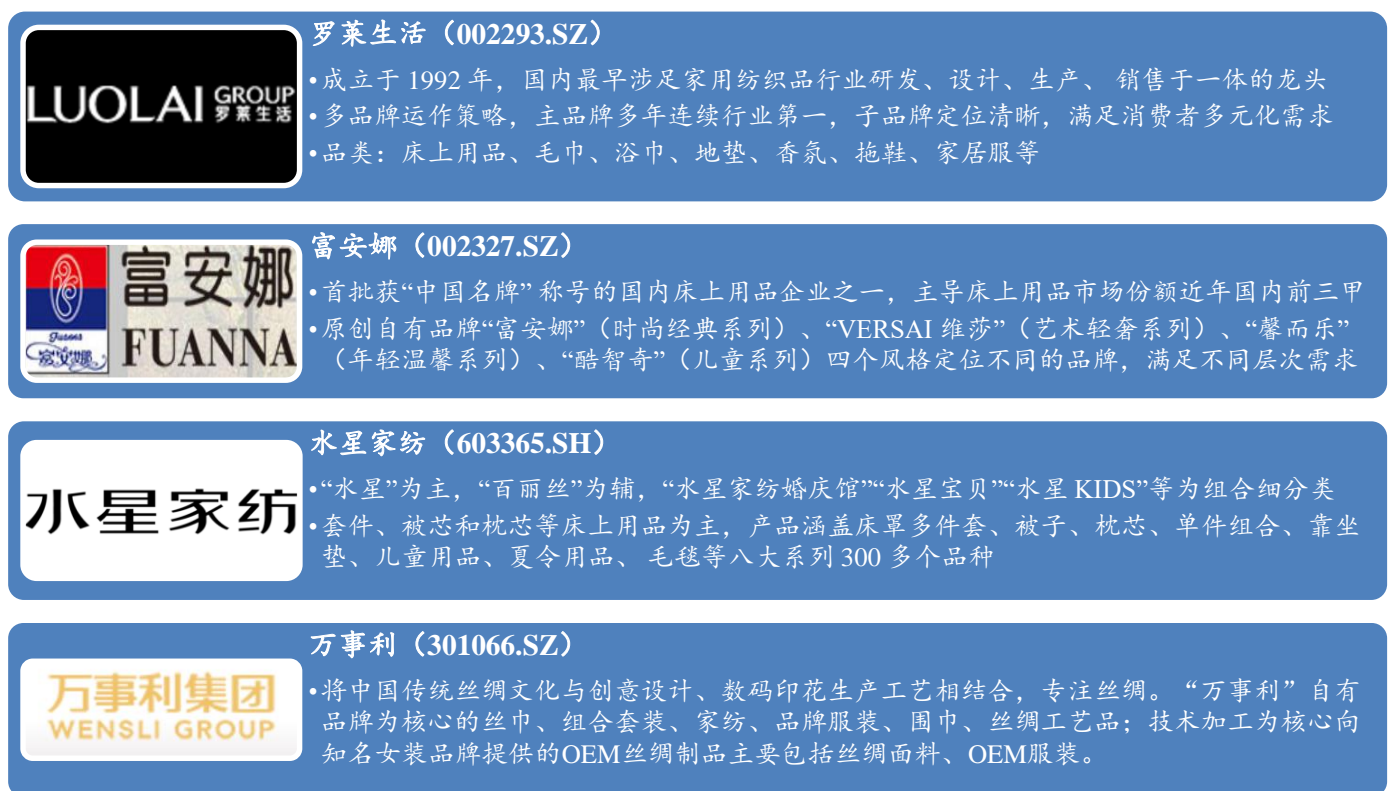 LUOLAI GROUP
罗莱生活
罗莱生活（002293.SZ）
•成立于 1992 年，国内最早涉足家用纺织品行业研发、设计、生产、 销售于一体的龙头
•多品牌运作策略，主品牌多年连续行业第一，子品牌定位清晰，满足消费者多元化需求
•品类：床上用品、毛巾、浴巾、地垫、香氛、拖鞋、家居服等
富安娜
FUANNA
Fuanna
富安娜
富安娜（002327.SZ）
•首批获“中国名牌” 称号的国内床上用品企业之一，主导床上用品市场份额近年国内前三甲
•原创自有品牌“富安娜”（时尚经典系列）、“VERSAI 维莎”（艺术轻奢系列）、“馨而乐”
（年轻温馨系列）、“酷智奇”（儿童系列）四个风格定位不同的品牌，满足不同层次需求
水星家纺
水星家纺（603365.SH）
•“水星”为主，“百丽丝”为辅，“水星家纺婚庆馆”“水星宝贝”“水星 KIDS”等为组合细分类
•套件、被芯和枕芯等床上用品为主，产品涵盖床罩多件套、被子、枕芯、单件组合、靠坐
垫、儿童用品、夏令用品、 毛毯等八大系列 300 多个品种
万事利集团
WENSLI GROUP
万事利（301066.SZ）
•将中国传统丝绸文化与创意设计、数码印花生产工艺相结合，专注丝绸。“万事利”自有
品牌为核心的丝巾、组合套装、家纺、品牌服装、围巾、丝绸工艺品；技术加工为核心向
知名女装品牌提供的OEM丝绸制品主要包括丝绸面料、OEM服装。